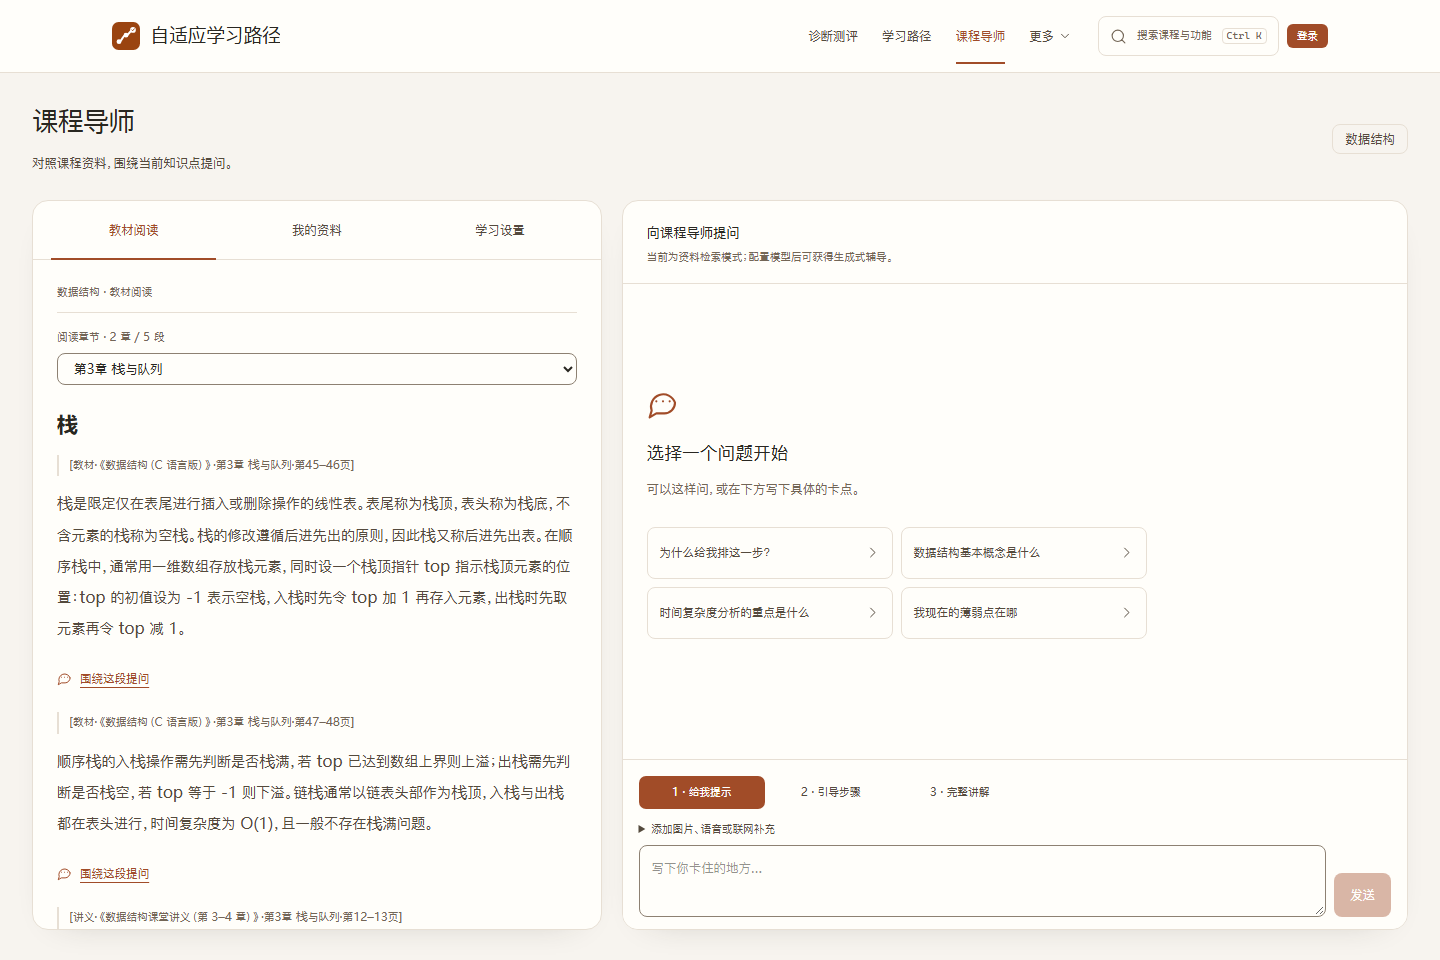 自适应学习路径
诊断测评
学习路径
课程导师
更多
搜索课程与功能
Ctrl K
登录
课程导师
对照课程资料,围绕当前知识点提问。
数据结构
教材阅读
我的资料
学习设置
数据结构 · 教材阅读
阅读章节 · 2 章 / 5 段
第3章 栈与队列
栈
[教材·《数据结构 (C 语言版) 》·第3章 栈与队列·第45–46页]
栈是限定仅在表尾进行插入或删除操作的线性表。表尾称为栈顶,表头称为栈底,不
含元素的栈称为空栈。栈的修改遵循后进先出的原则,因此栈又称后进先出表。在顺
序栈中,通常用一维数组存放栈元素,同时设一个栈顶指针 top 指示栈顶元素的位
置:top 的初值设为 -1 表示空栈,入栈时先令 top 加 1 再存入元素,出栈时先取
元素再令 top 减 1。
围绕这段提问
[教材·《数据结构 (C 语言版) 》·第3章 栈与队列·第47–48页]
顺序栈的入栈操作需先判断是否栈满,若 top 已达到数组上界则上溢;出栈需先判
断是否栈空,若 top 等于 -1 则下溢。链栈通常以链表头部作为栈顶,入栈与出栈
都在表头进行,时间复杂度为 O(1),且一般不存在栈满问题。
围绕这段提问
[讲义·《数据结构课堂讲义 (第 3–4 章) 》·第3章 栈与队列·第12–13页]
向课程导师提问
当前为资料检索模式;配置模型后可获得生成式辅导。
选择一个问题开始
可以这样问,或在下方写下具体的卡点。
为什么给我排这一步?
数据结构基本概念是什么
时间复杂度分析的重点是什么
我现在的薄弱点在哪
1 · 给我提示
2 · 引导步骤
3 · 完整讲解
添加图片、语音或联网补充
写下你卡住的地方...
发送